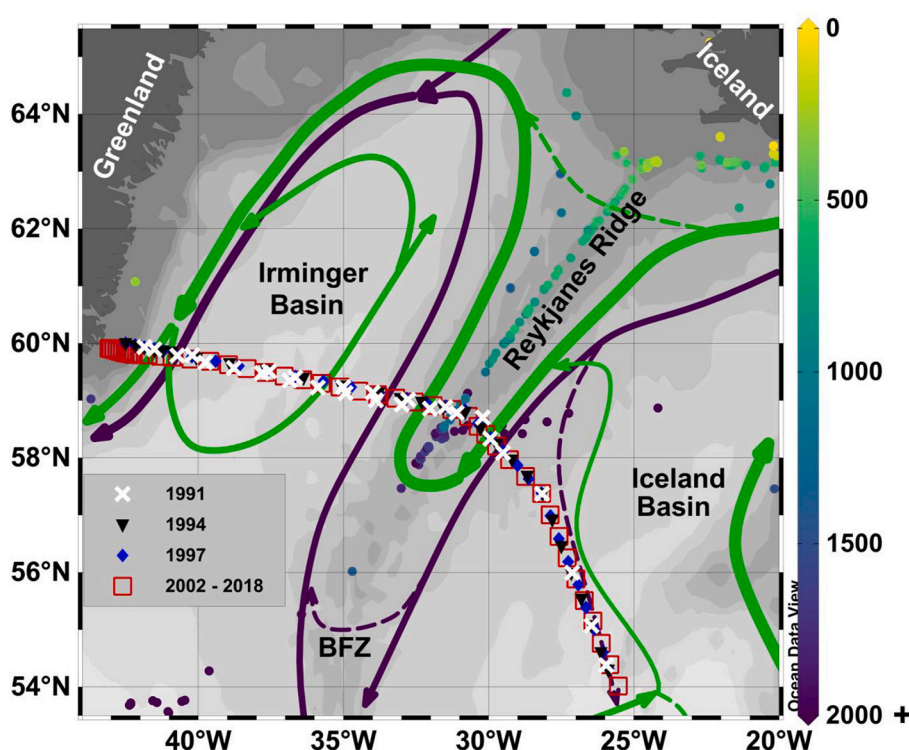 Greenland
Iceland
64°N
62°N
60°N
58°N
56°N
54°N
Irminger
Basin
Reykjanes Ridge
Iceland
Basin
1991
1994
1997
2002 - 2018
BFZ
Ocean Data View
40°W
35°W
30°W
25°W
20°W
0
500
1000
1500
2000 +